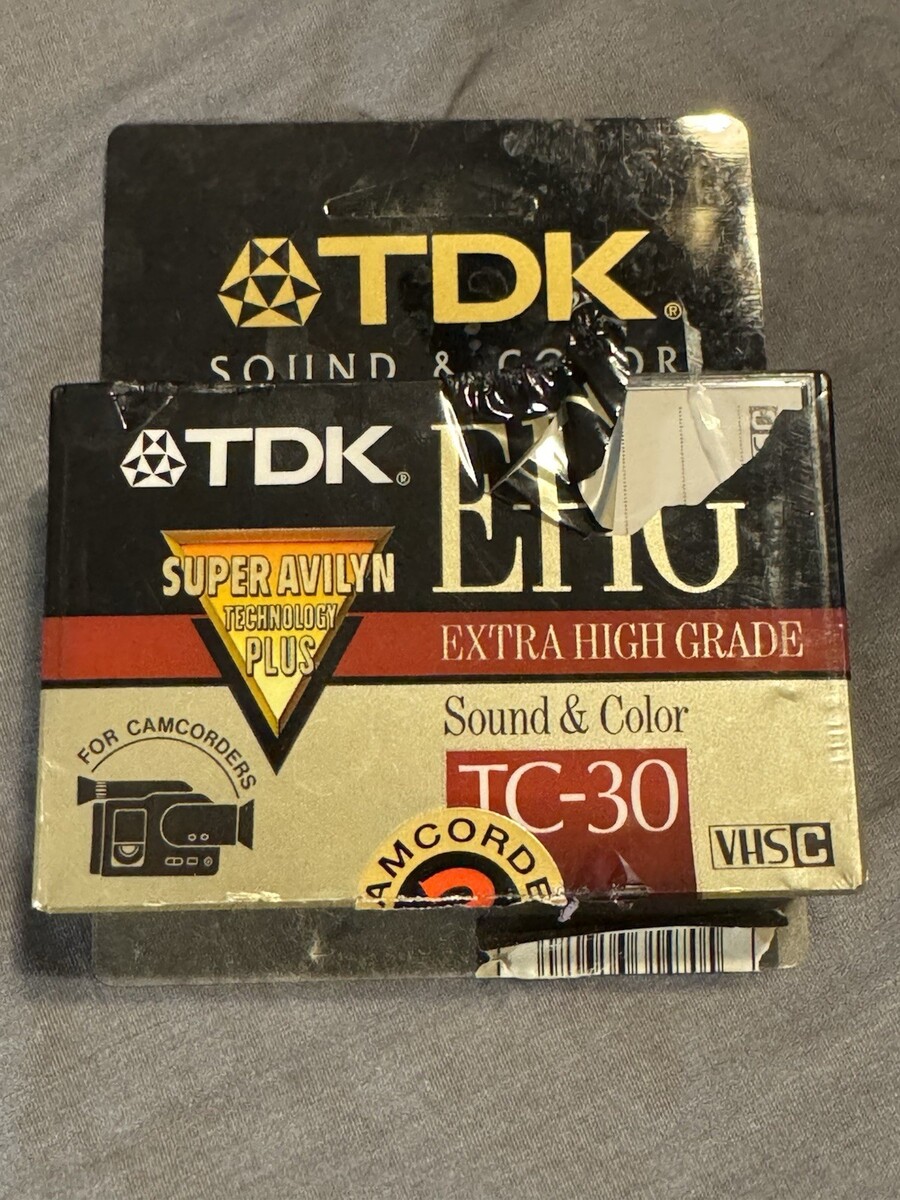 TDK®
SOUND & COLOR
TDK®
EHG
SUPER AVILYN
TECHNOLOGY
PLUS
EXTRA HIGH GRADE
Sound & Color
FOR CAMCORDERS
TC-30
VHS C